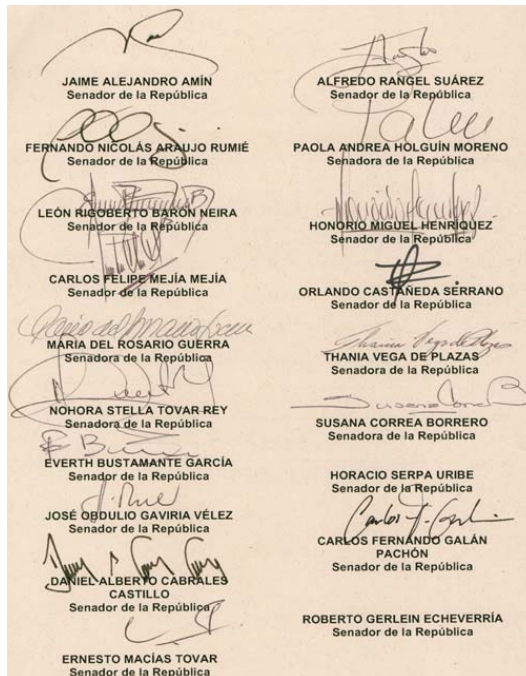 JAIME ALEJANDRO AMÍN
Senador de la República
FERNANDO NICOLÁS ARAUJO RUMIÉ
Senador de la República
LEÓN RIGOBERTO BARÓN NEIRA
Senador de la República
CARLOS FELIPE MEJÍA MEJÍA
Senador de la República
MARÍA DEL ROSARIO GUERRA
Senadora de la República
NOHORA STELLA TOVAR REY
Senadora de la República
EVERTH BUSTAMANTE GARCÍA
Senador de la República
JOSÉ OBDULIO GAVIRIA VÉLEZ
Senador de la República
DANIEL ALBERTO CABRALES
CASTILLO
Senador de la República
ERNESTO MACÍAS TOVAR
Senador de la República
ALFREDO RANGEL SUÁREZ
Senador de la República
PAOLA ANDREA HOLGUÍN MORENO
Senadora de la República
HONORIO MIGUEL HENRÍQUEZ
Senador de la República
ORLANDO CASTAÑEDA SERRANO
Senador de la República
Thania Vega de Plazas
THANIA VEGA DE PLAZAS
Senadora de la República
Susana Correa B
SUSANA CORREA BORRERO
Senadora de la República
HORACIO SERPA URIBE
Senador de la República
CARLOS FERNANDO GALÁN
PACHÓN
Senador de la República
ROBERTO GERLEIN ECHEVERRÍA
Senador de la República